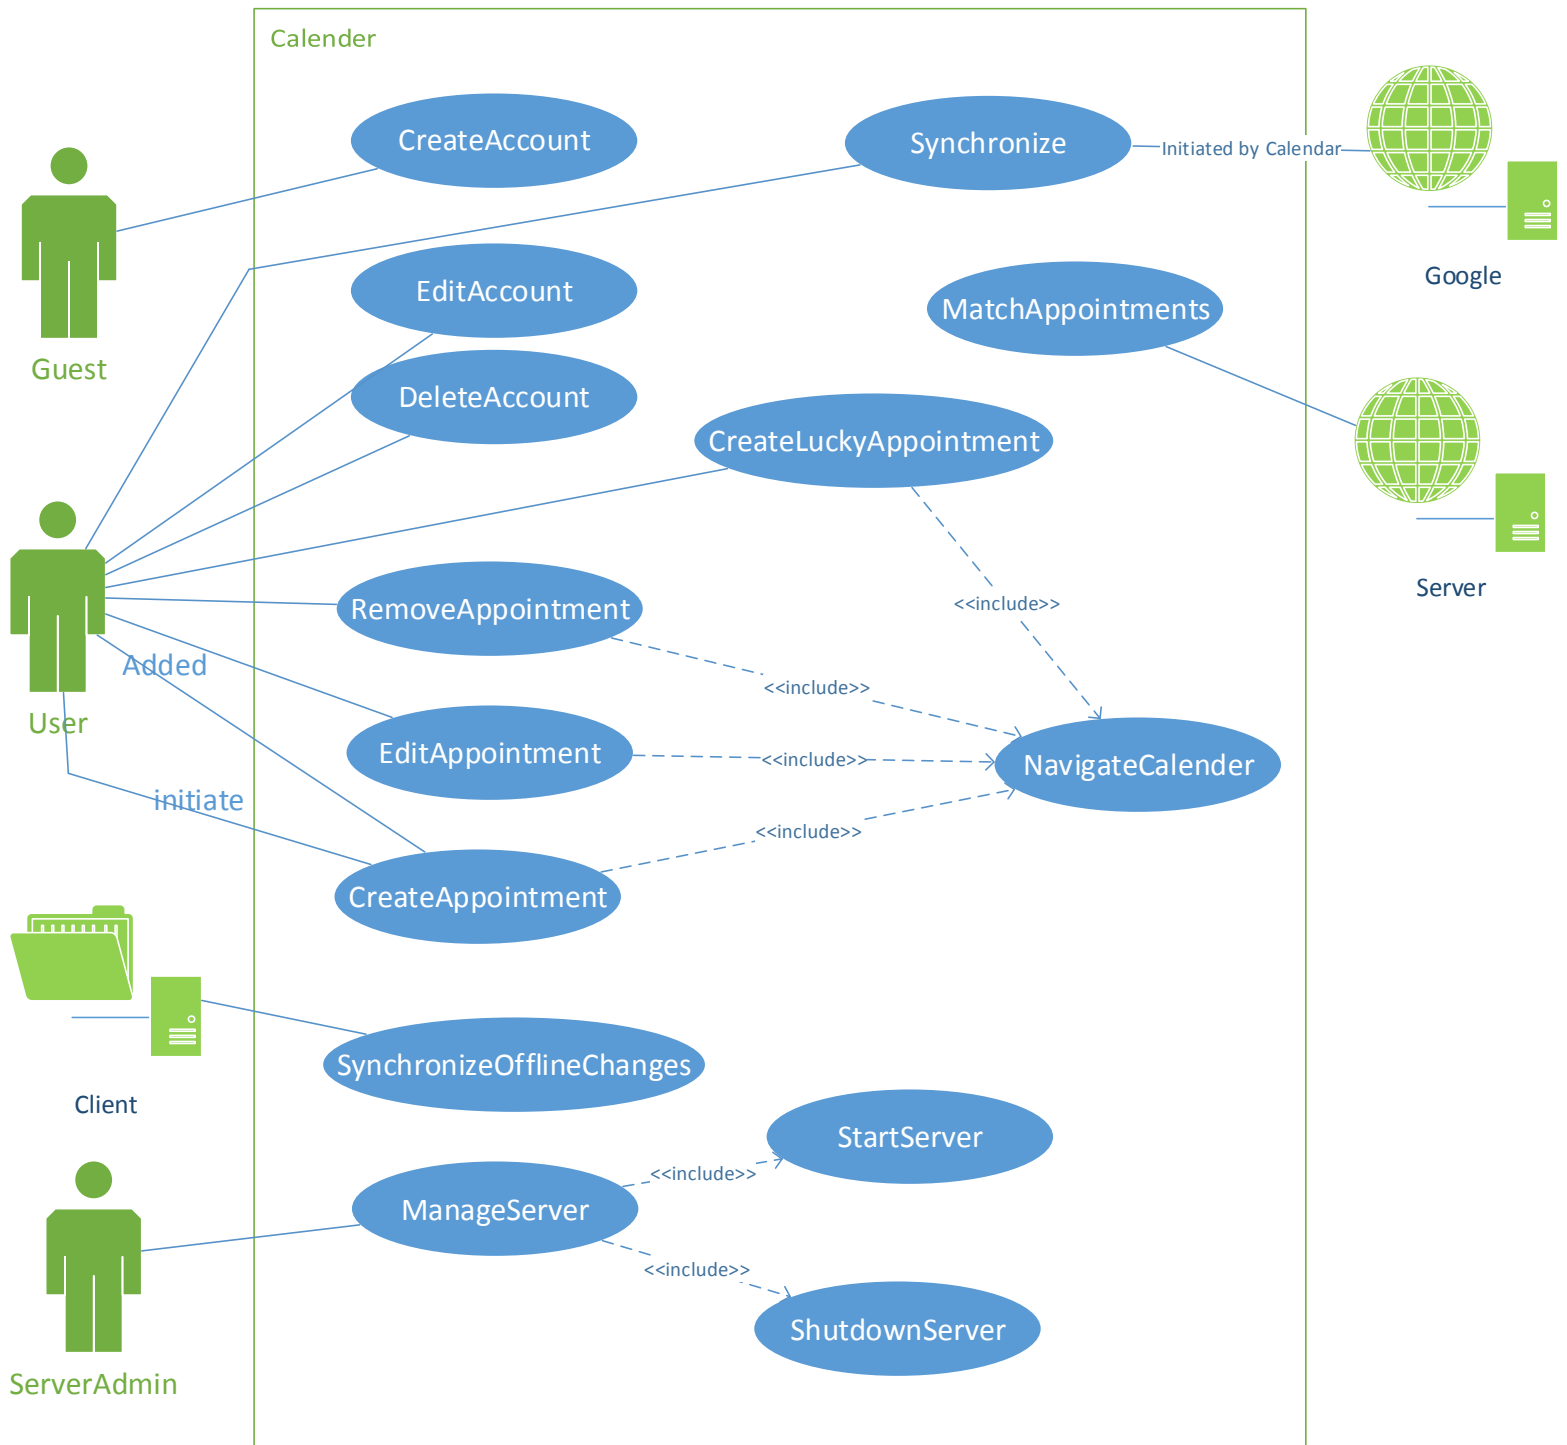 Calender
CreateAccount
Synchronize
Initiated by Calendar
Google
EditAccount
MatchAppointments
Guest
DeleteAccount
CreateLuckyAppointment
Server
RemoveAppointment
<<include>>
Added
<<include>>
User
EditAppointment
<<include>>
NavigateCalender
initiate
<<include>>
CreateAppointment
SynchronizeOfflineChanges
Client
StartServer
<<include>>
ManageServer
<<include>>
ShutdownServer
ServerAdmin